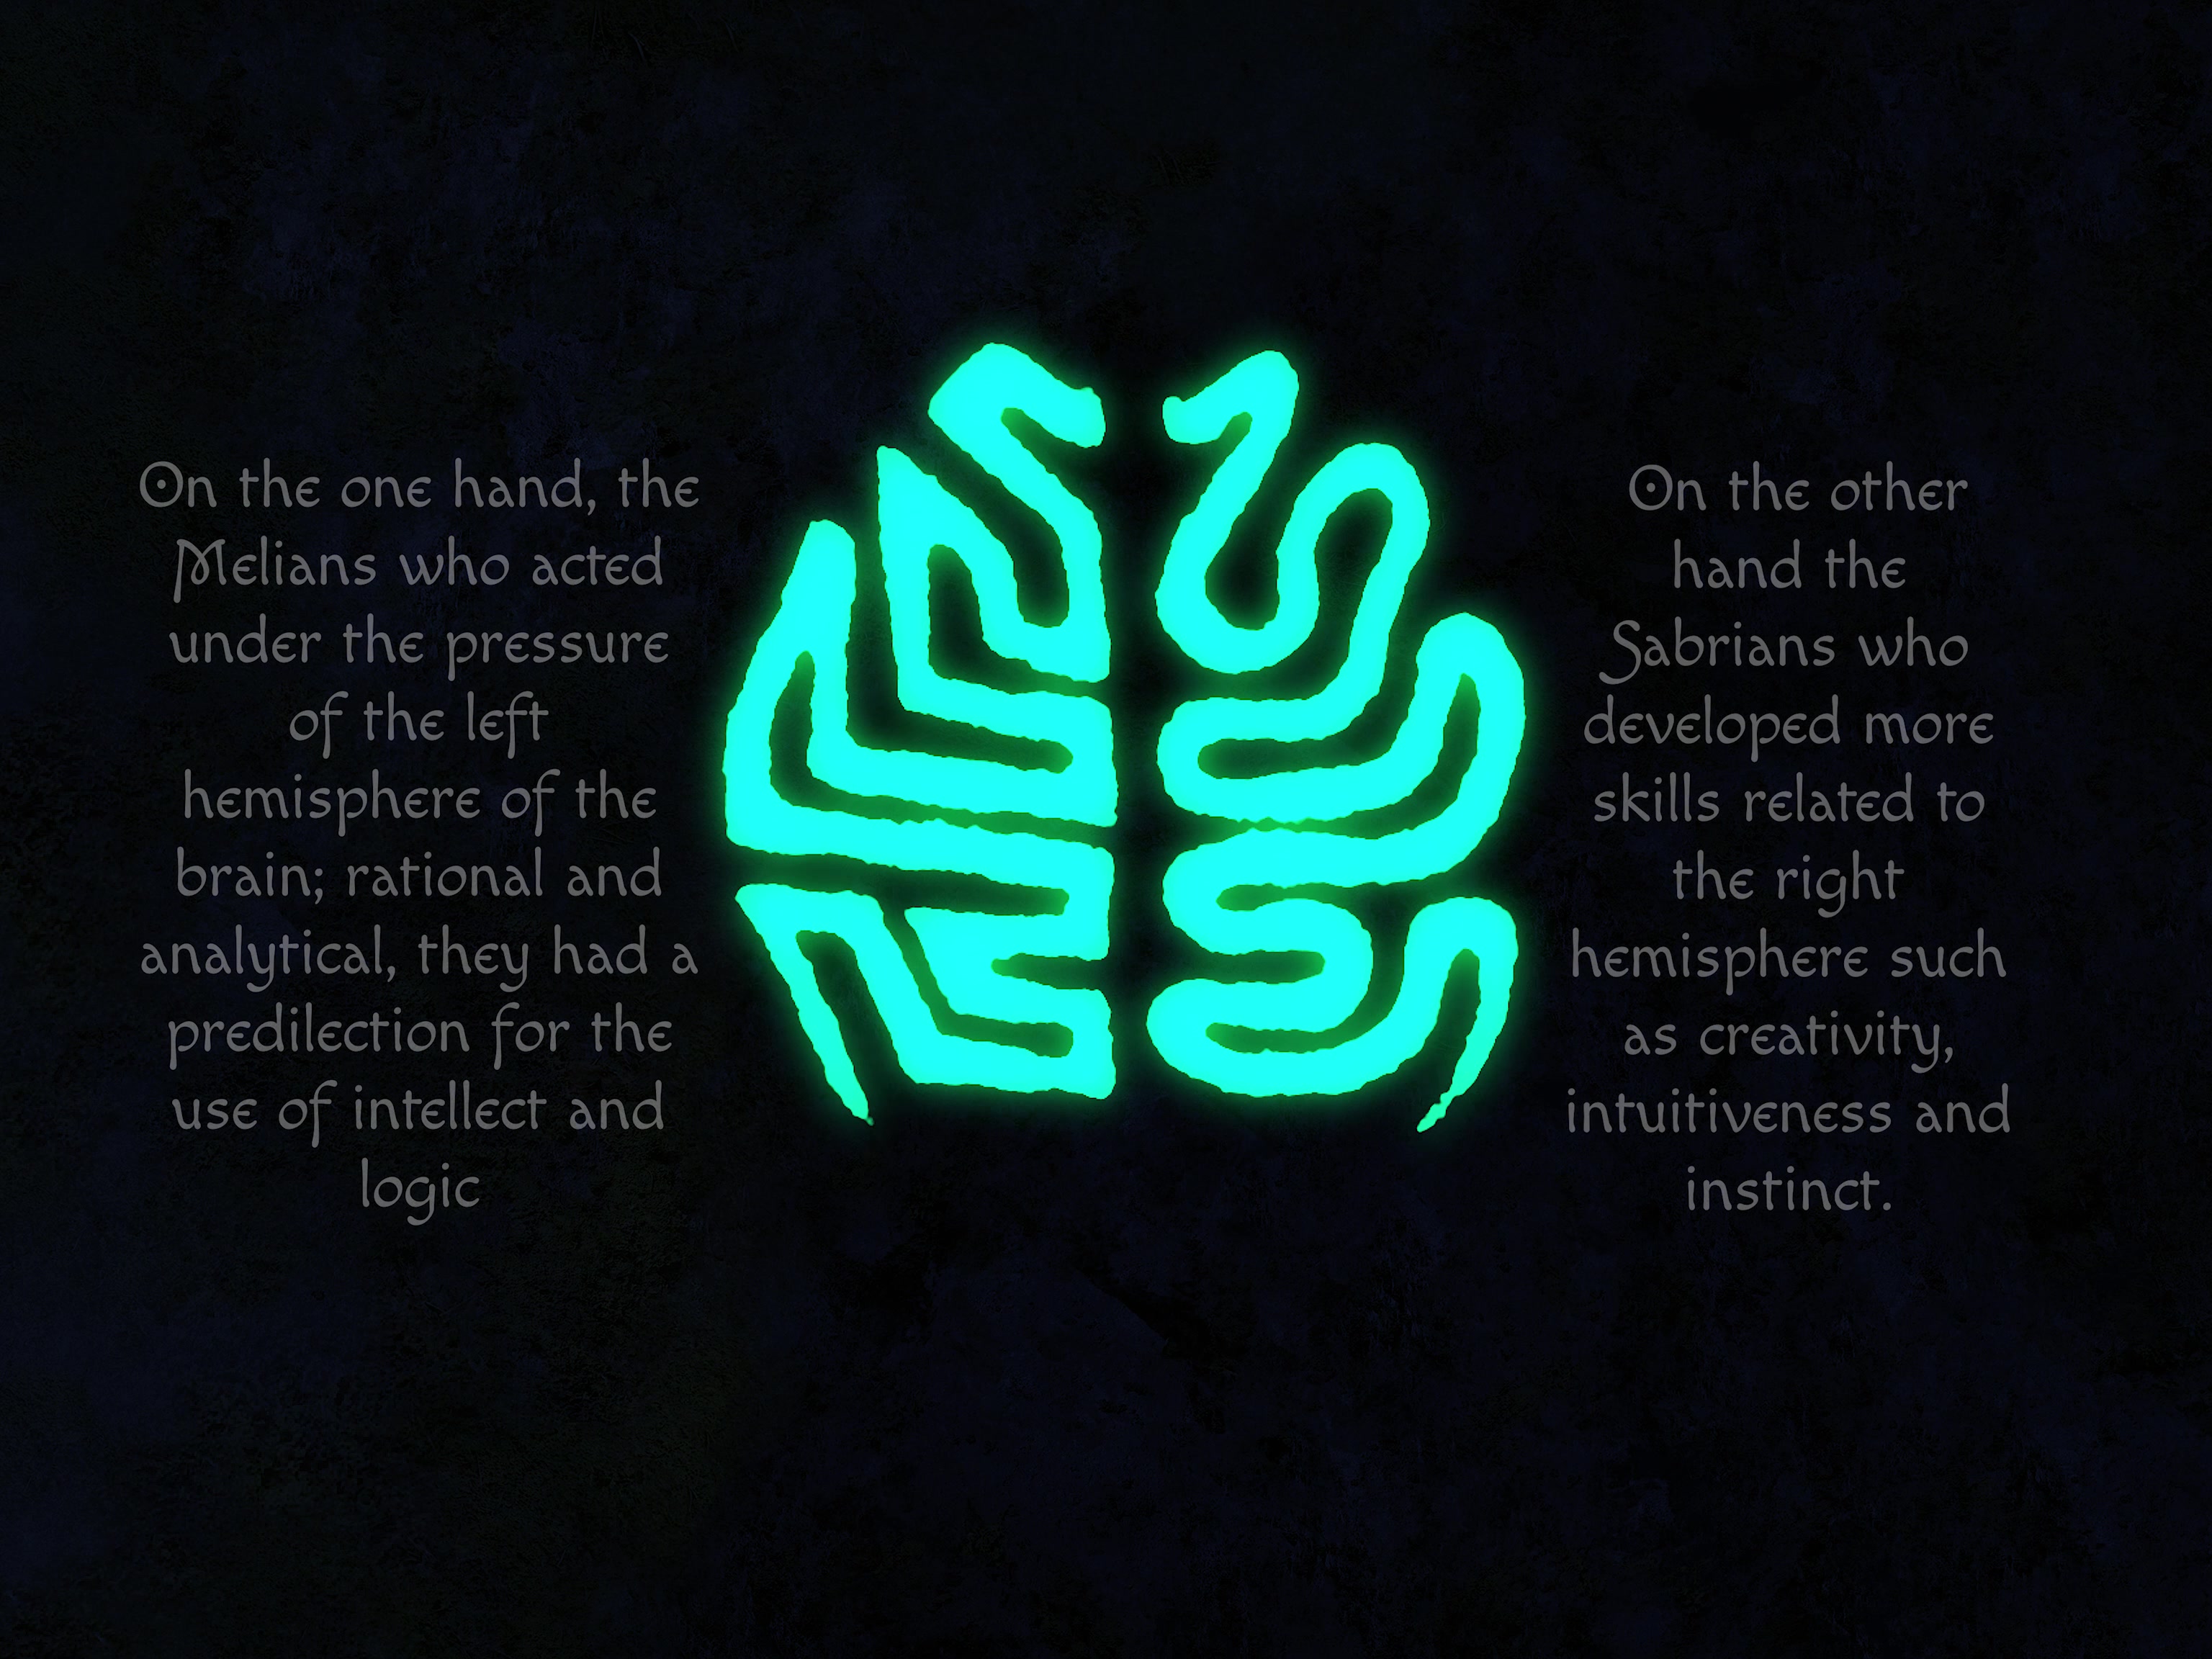 On the one hand, the
Melians who acted
under the pressure
of the left
hemisphere of the
brain; rational and
analytical, they had a
predilection for the
use of intellect and
logic
On the other
hand the
Sabrians who
developed more
skills related to
the right
hemisphere such
as creativity,
intuitiveness and
instinct.